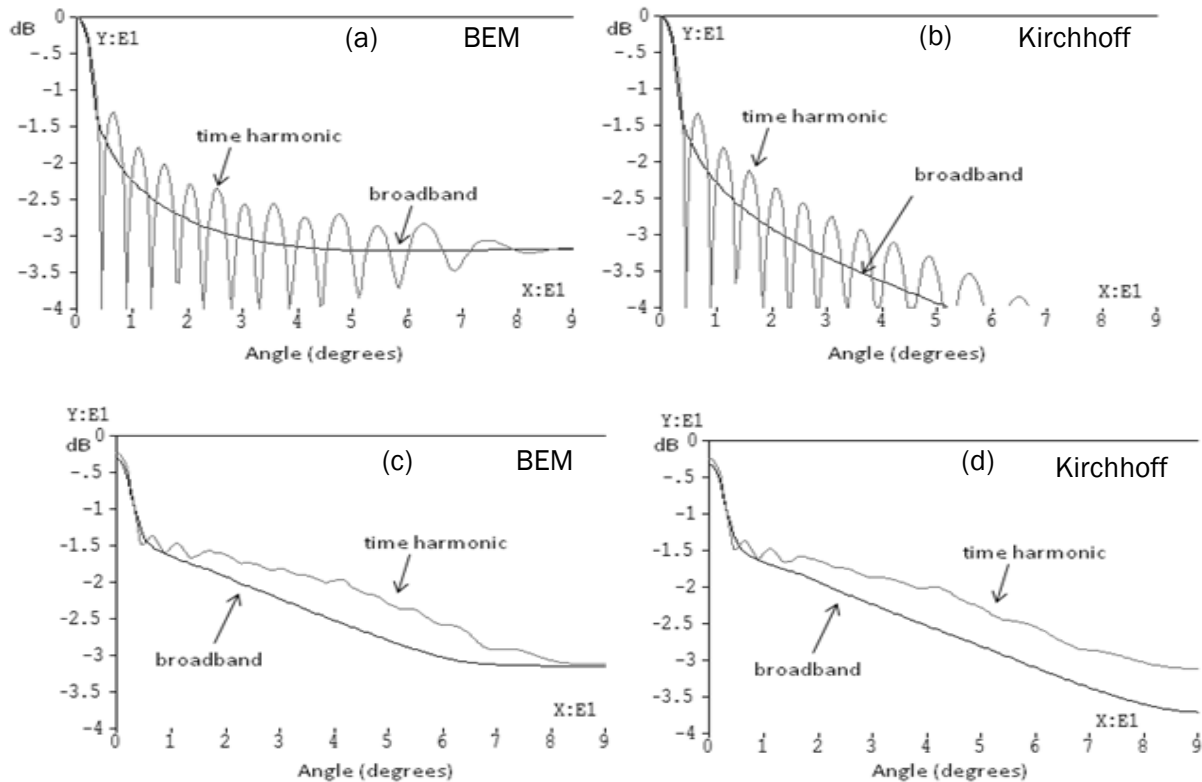 0
dB
Y:E1
(a)
BEM
-.5
-1
-1.5
-2
-2.5
-3
-3.5
-4
time harmonic
broadband
X:E1
0 1 2 3 4 5 6 7 8 9
Angle (degrees)
0
dB
Y:E1
(b)
Kirchhoff
-.5
-1
-1.5
-2
-2.5
-3
-3.5
-4
time harmonic
broadband
X:E1
0 1 2 3 4 5 6 7 8 9
Angle (degrees)
Y:E1
0
dB
(c)
BEM
-.5
-1
-1.5
-2
-2.5
-3
-3.5
-4
time harmonic
broadband
X:E1
0 1 2 3 4 5 6 7 8 9
Angle (degrees)
Y:E1
0
dB
(d)
Kirchhoff
-.5
-1
-1.5
-2
-2.5
-3
-3.5
-4
time harmonic
broadband
X:E1
0 1 2 3 4 5 6 7 8 9
Angle (degrees)